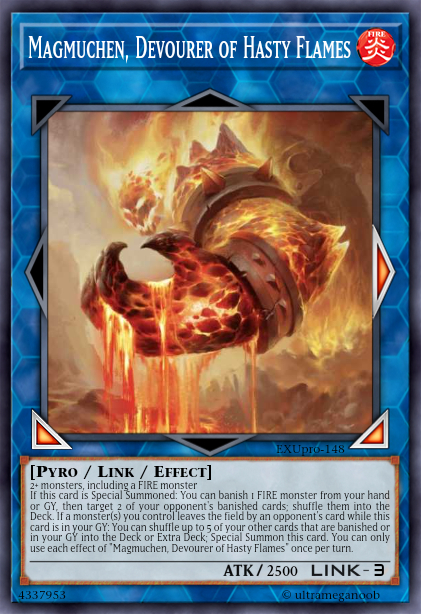 MAGMUCHEN, DEVOURER OF HASTY FLAMES
FIRE
炎
EXUpro-148
[PYRO / LINK / EFFECT]
2+ monsters, including a FIRE monster
If this card is Special Summoned: You can banish 1 FIRE monster from your hand
or GY, then target 2 of your opponent's banished cards; shuffle them into the
Deck. If a monster(s) you control leaves the field by an opponent's card while this
card is in your GY: You can shuffle up to 5 of your other cards that are banished or
in your GY into the Deck or Extra Deck; Special Summon this card. You can only
use each effect of "Magmuchen, Devourer of Hasty Flames" once per turn.
ATK / 2500 LINK-3
4337953 © ultrameganoob